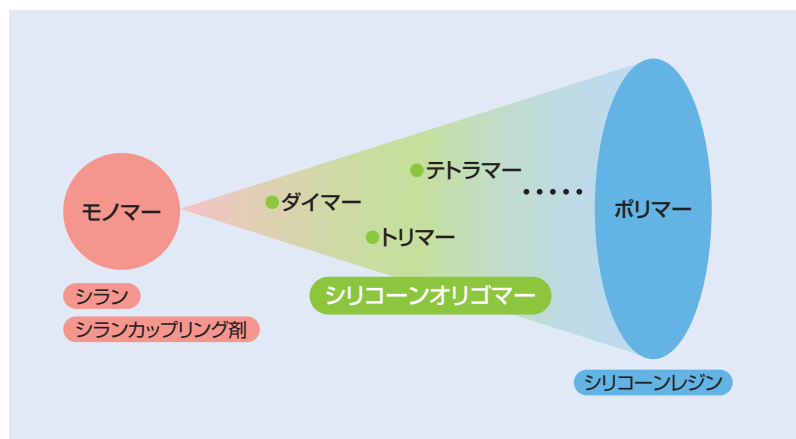 モノマー
シラン
シランカップリング剤
ダイマー
テトラマー
トリマー
シリコーンオリゴマー
ポリマー
シリコーンレジン